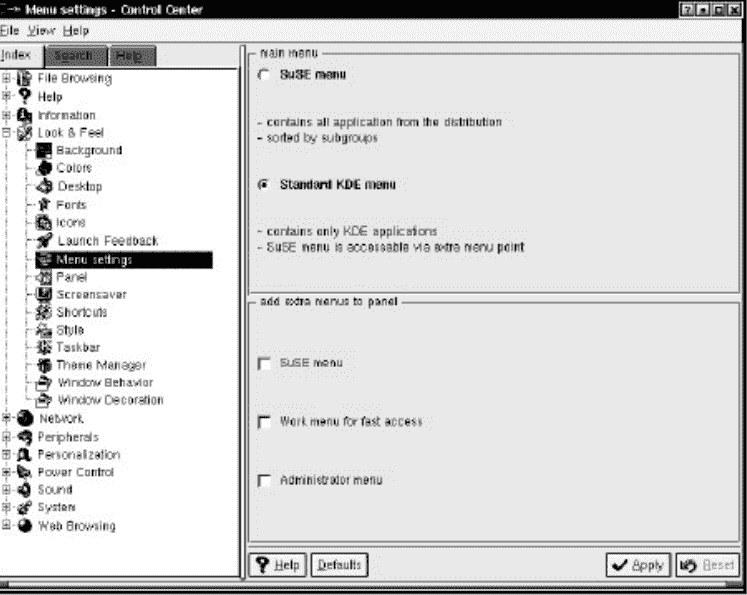 Menu settings - Control Center
File View Help
Index Search Help
File Browsing
Help
Information
Look & Feel
Background
Colors
Desktop
Fonts
Icons
Launch Feedback
Menu settings
Panel
Screensaver
Shortcuts
Style
Taskbar
Theme Manager
Window Behavior
Window Decoration
Network
Peripherals
Personalization
Power Control
Sound
System
Web Browsing
main menu
SuSE menu
- contains all application from the distribution
- sorted by subgroups
Standard KDE menu
- contains only KDE applications
- SuSE menu is accessable via extra menu point
add extra menus to panel
SuSE menu
Work menu for fast access
Administrator menu
Help Defaults Apply Reset